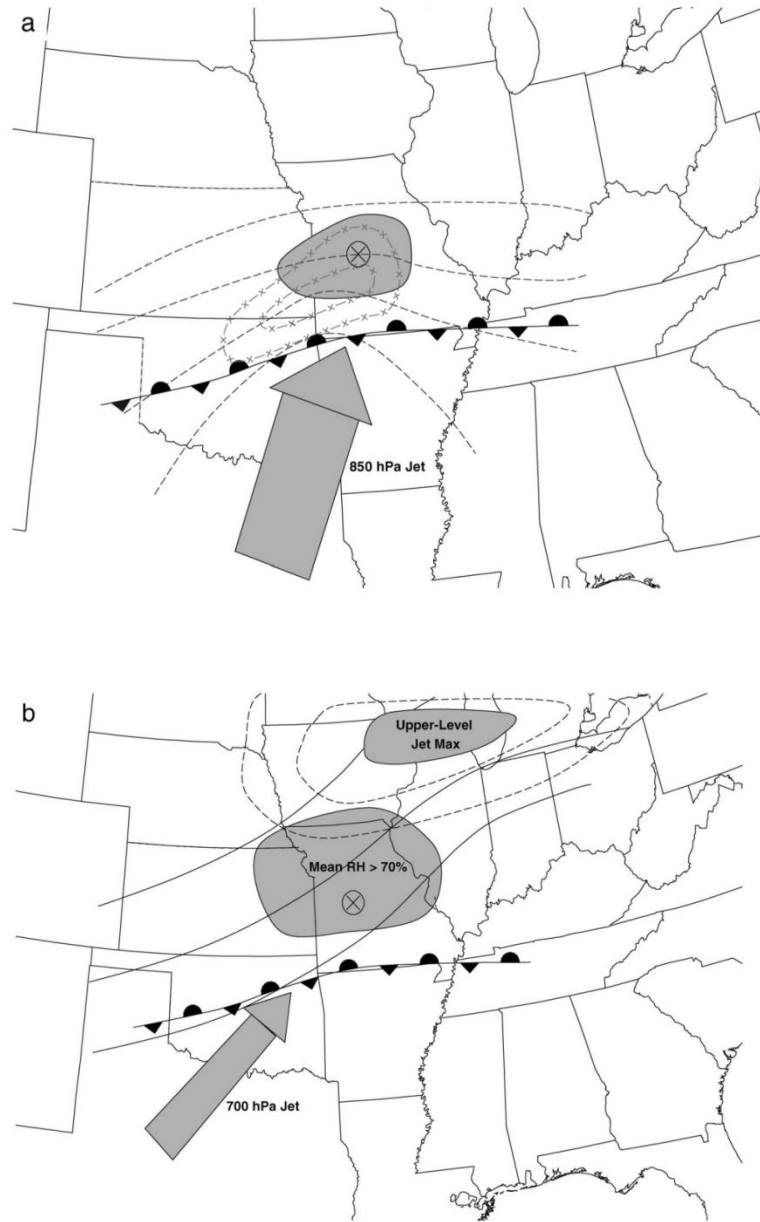 a
850 hPa Jet
b
Upper-Level
Jet Max
Mean RH > 70%
700 hPa Jet